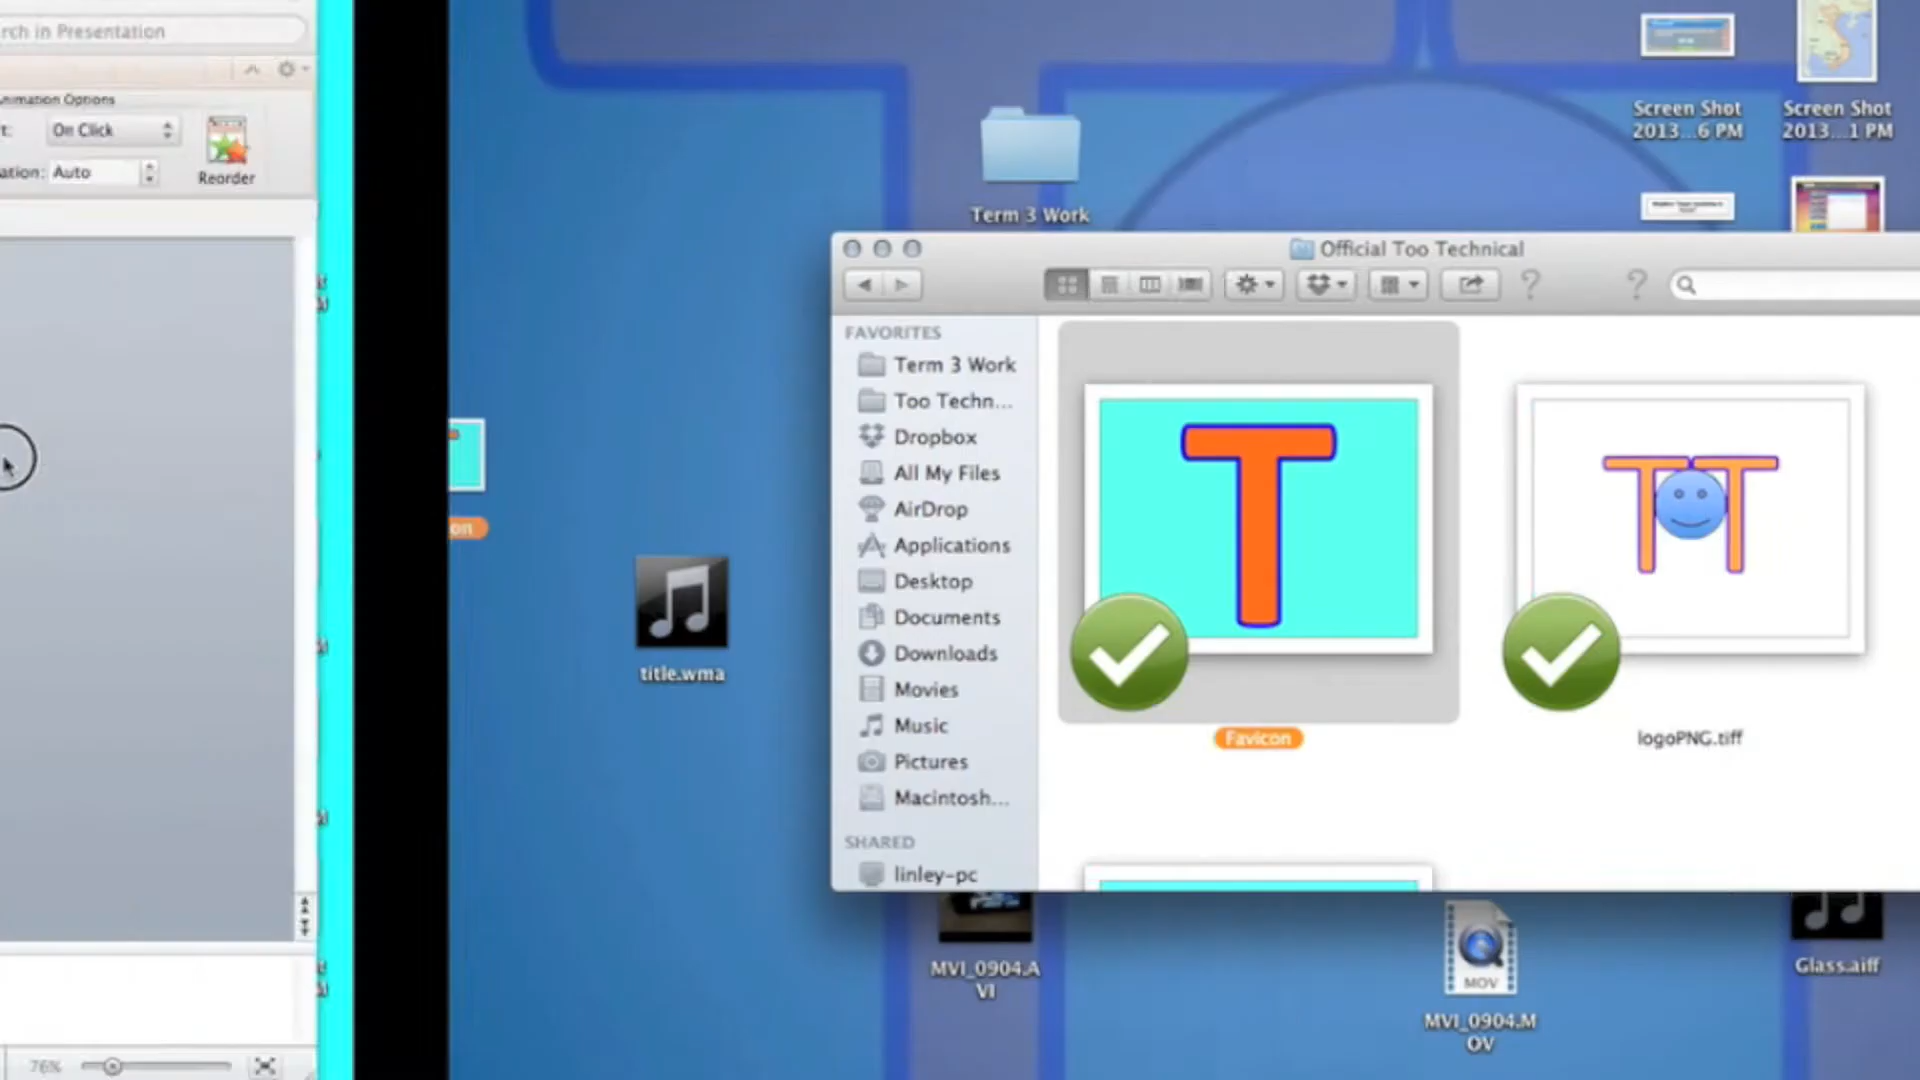 rch in Presentation
nimation Options
t:
On Click
ation:
Auto
Reorder
76%
on
Term 3 Work
Screen Shot
2013...6 PM
Screen Shot
2013...1 PM
title.wma
Official Too Technical
FAVORITES
Term 3 Work
Too Techn...
Dropbox
All My Files
AirDrop
Applications
Desktop
Documents
Downloads
Movies
Music
Pictures
Macintosh...
SHARED
linley-pc
T
Favicon
TT
logoPNG.tiff
MVI_0904.A
VI
MOV
MVI_0904.M
OV
Glass.aiff